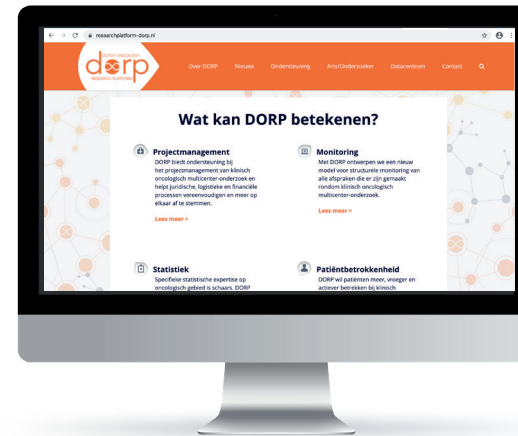 researchplatform-dorp.nl
DUTCH ONCOLOGY
dorp
RESEARCH PLATFORM
Over DORP Nieuws Ondersteuning Arts/Onderzoeker Datacentrum Contact
Wat kan DORP betekenen?
Projectmanagement
DORP biedt ondersteuning bij
het projectmanagement van klinisch
oncologisch multicenter-onderzoek en
helpt juridische, logistieke en financiële
processen vereenvoudigen en meer op
elkaar af te stemmen.
Lees meer >
Monitoring
Met DORP ontwerpen we een nieuw
model voor structurele monitoring van
alle afspraken die er zijn gemaakt
rondom klinisch oncologisch
multicenter-onderzoek.
Lees meer >
Statistiek
Specifieke statistische expertise op
oncologisch gebied is schaars. DORP
Patiëntbetrokkenheid
DORP wil patiënten meer, vroeger en
actiever betrekken bij klinisch